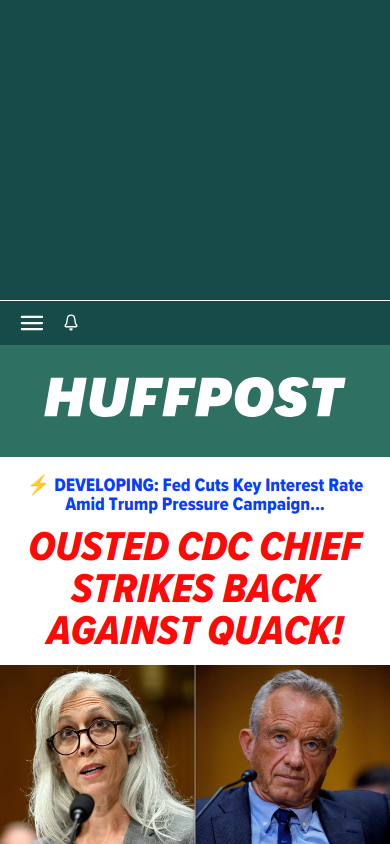 HUFFPOST
⚡ DEVELOPING: Fed Cuts Key Interest Rate
Amid Trump Pressure Campaign...
OUSTED CDC CHIEF
STRIKES BACK
AGAINST QUACK!